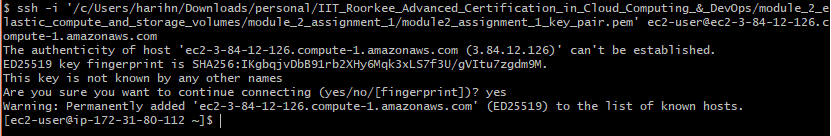 $ ssh -i '/c/Users/harihn/Downloads/personal/IIT_Roorkee_Advanced_Certification_in_Cloud_Computing_&_DevOps/module_2_e
lastic_compute_and_storage_volumes/module_2_assignment_1/module2_assignment_1_key_pair.pem' ec2-user@ec2-3-84-12-126.c
ompute-1.amazonaws.com
The authenticity of host 'ec2-3-84-12-126.compute-1.amazonaws.com (3.84.12.126)' can't be established.
ED25519 key fingerprint is SHA256:IKgbqjvDbB91rb2XHy6Mqk3xLS7f3U/gVItu7zgdm9M.
This key is not known by any other names
Are you sure you want to continue connecting (yes/no/[fingerprint])? yes
Warning: Permanently added 'ec2-3-84-12-126.compute-1.amazonaws.com' (ED25519) to the list of known hosts.
[ec2-user@ip-172-31-80-112 ~]$